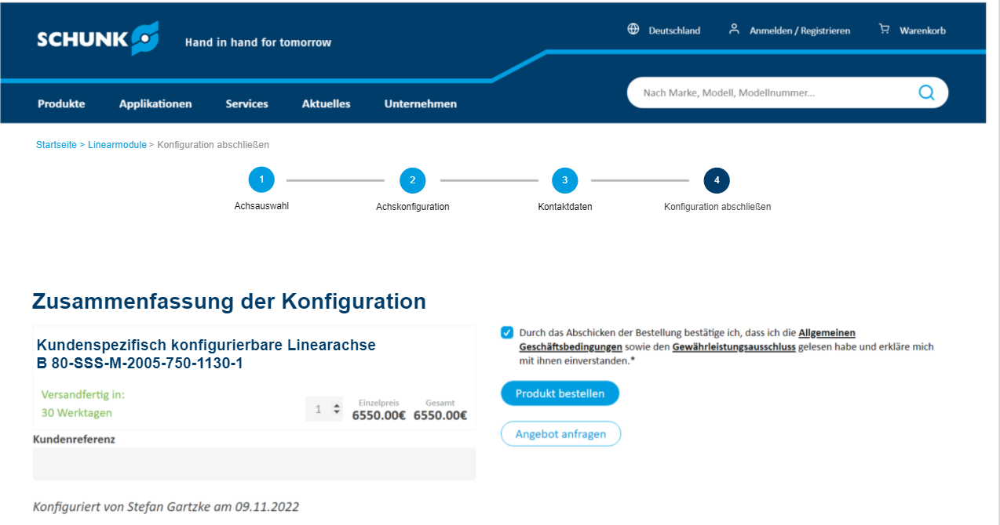 SCHUNK
Hand in hand for tomorrow
Deutschland
Anmelden / Registrieren
Warenkorb
Produkte
Applikationen
Services
Aktuelles
Unternehmen
Nach Marke, Modell, Modellnummer...
Startseite > Linearmodule > Konfiguration abschließen
1
2
3
4
Achsauswahl
Achskonfiguration
Kontaktdaten
Konfiguration abschließen
Zusammenfassung der Konfiguration
Kundenspezifisch konfigurierbare Linearachse
B 80-SSS-M-2005-750-1130-1
Versandfertig in:
30 Werktagen
1
Einzelpreis
6550.00€
Gesamt
6550.00€
Kundenreferenz
Konfiguriert von Stefan Gartzke am 09.11.2022
Durch das Abschicken der Bestellung bestätige ich, dass ich die Allgemeinen
Geschäftsbedingungen sowie den Gewährleistungsausschluss gelesen habe und erkläre mich
mit ihnen einverstanden.*
Produkt bestellen
Angebot anfragen